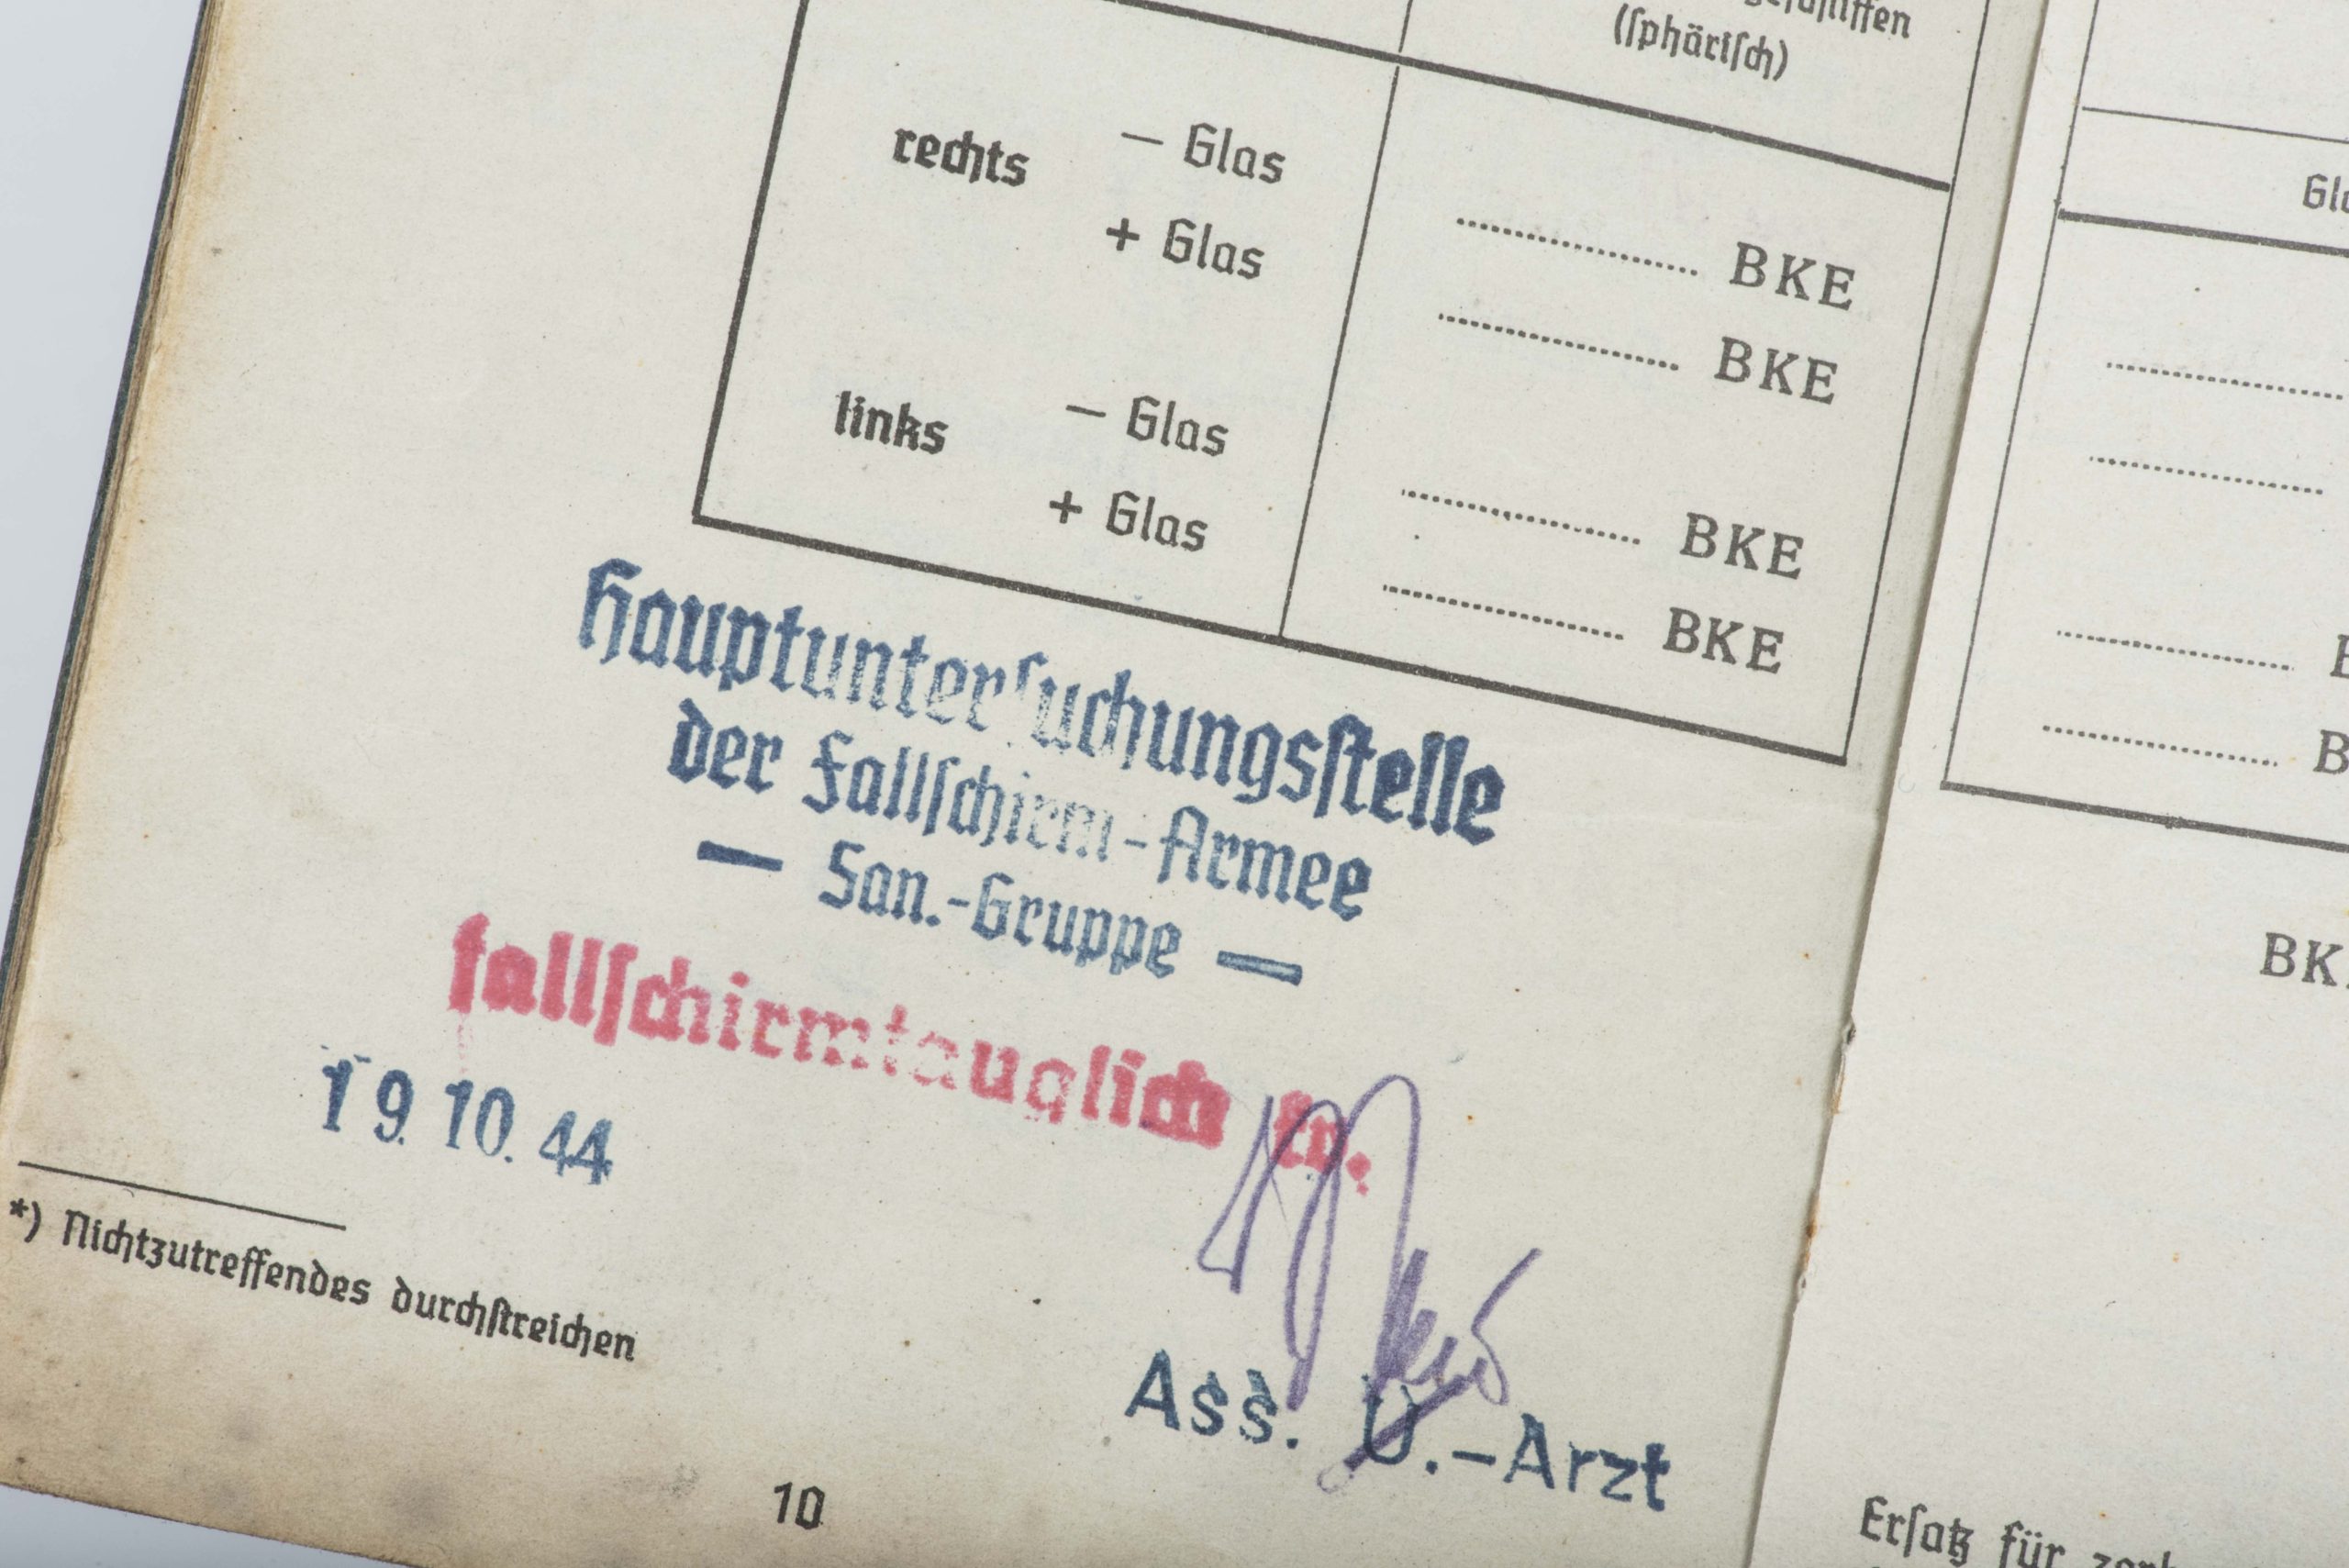 (sphärisch)
rechts – Glas ........ BKE
+ Glas ........ BKE
links – Glas ........ BKE
+ Glas ........ BKE
Hauptuntersuchungsstelle
der Fallschirm-Armee
— San.-Gruppe —
fallschirmtauglich
19. 10. 44
*) Nichtzutreffendes durchstreichen
Ass. U.-Arzt
10
BK
Ersatz für